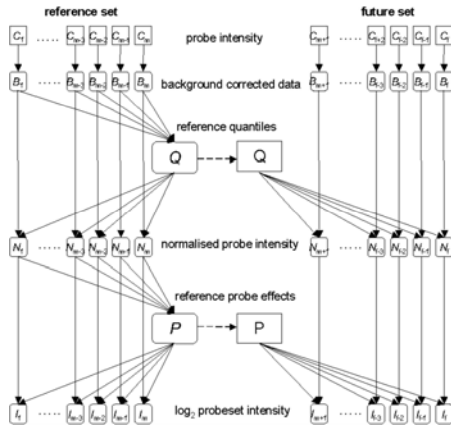 reference set future set
C1 ..... Cm-3 Cm-2 Cm-1 Cm probe intensity Cm+1 ..... Cf-2 Cf-2 Cf-1 Cf
B1 ..... Bm-3 Bm-2 Bm-1 Bm background corrected data Bm+1 ..... Bf-3 Bf-2 Bf-1 Bf
reference quantiles
Q Q
N1 ..... Nm-3 Nm-2 Nm-1 Nm normalised probe intensity Nm+1 ..... Nf-3 Nf-2 Nf-1 Nf
reference probe effects
P P
I1 ..... Im-3 Im-2 Im-1 Im log2 probeset intensity Im+1 ..... If-3 If-2 If-1 If